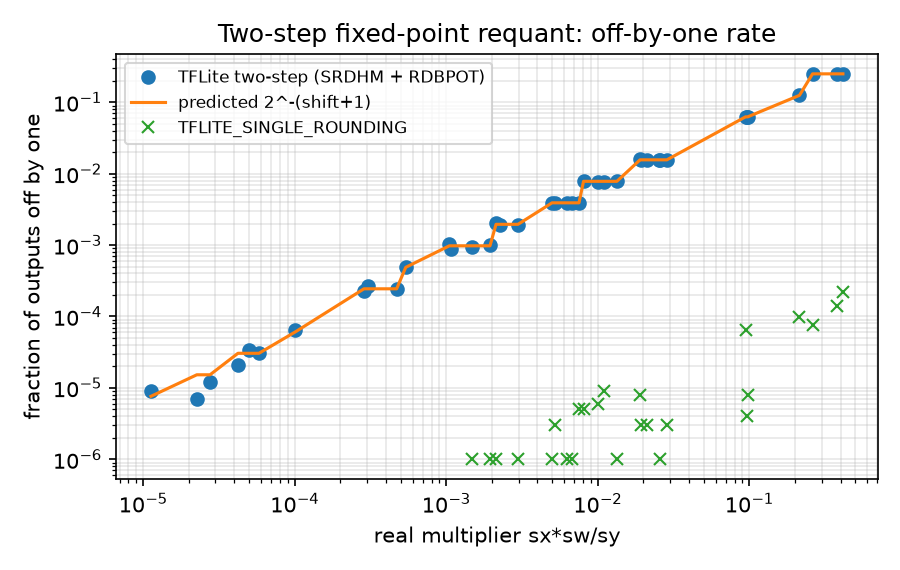 Two-step fixed-point requant: off-by-one rate
TFLite two-step (SRDHM + RDBPOT)
predicted 2^-(shift+1)
TFLITE_SINGLE_ROUNDING
fraction of outputs off by one
10⁻¹
10⁻²
10⁻³
10⁻⁴
10⁻⁵
10⁻⁶
10⁻⁵ 10⁻⁴ 10⁻³ 10⁻² 10⁻¹
real multiplier sx*sw/sy